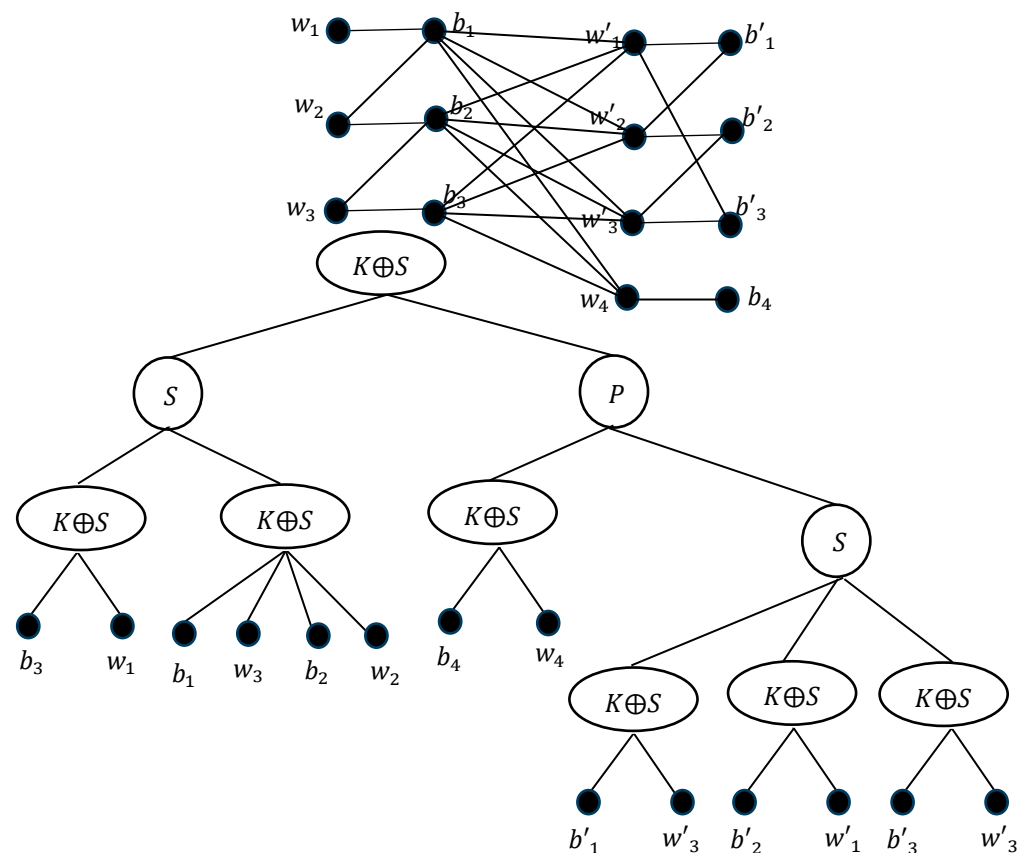 w₁ b₁ w'₁ b'₁
w₂ b₂ w'₂ b'₂
w₃ b₃ w'₃ b'₃
w₄ b₄
K⊕S
S P
K⊕S K⊕S K⊕S S
b₃ w₁ b₁ w₃ b₂ w₂ b₄ w₄
K⊕S K⊕S K⊕S
b'₁ w'₃ b'₂ w'₁ b'₃ w'₃